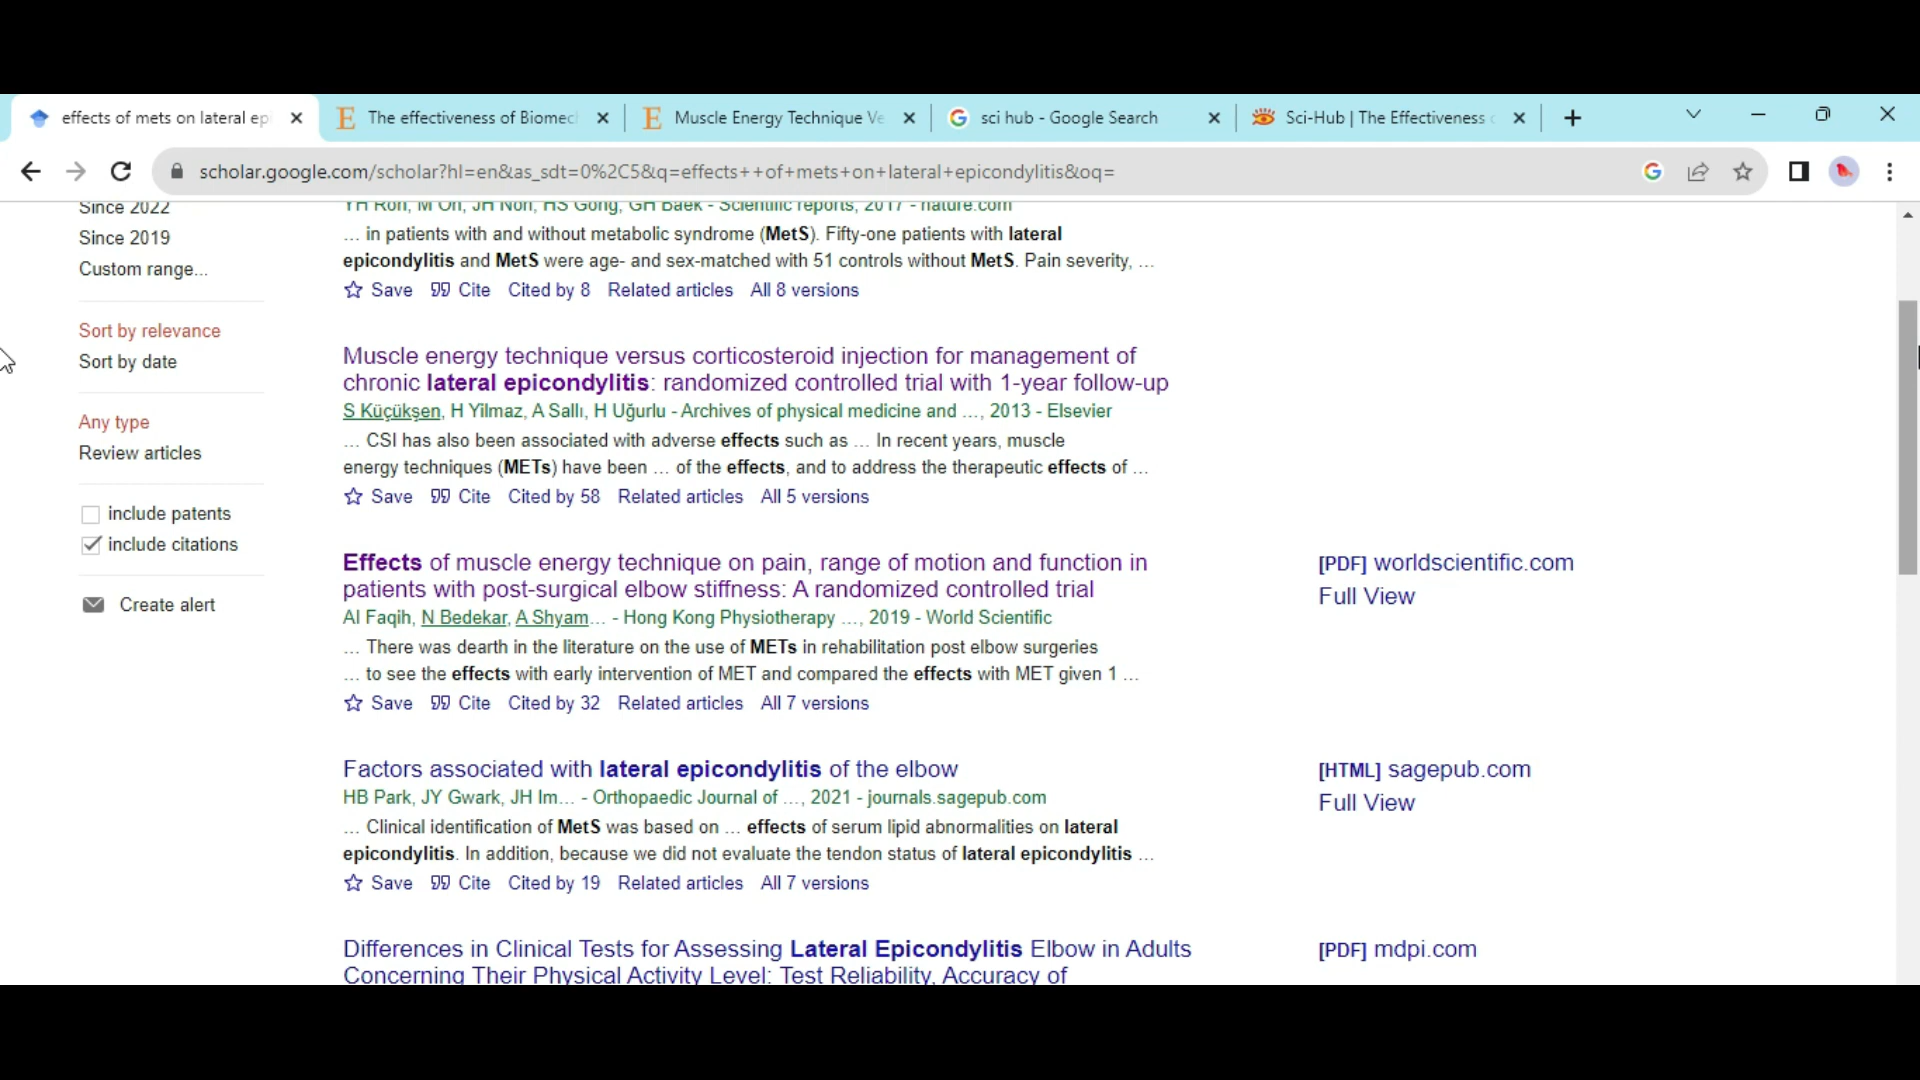 effects of mets on lateral epi
The effectiveness of Biomec
Muscle Energy Technique Ve
sci hub - Google Search
Sci-Hub | The Effectiveness
scholar.google.com/scholar?hl=en&as_sdt=0%2C5&q=effects++of+mets+on+lateral+epicondylitis&oq=
Since 2022
Since 2019
Custom range...
Sort by relevance
Sort by date
Any type
Review articles
include patents
include citations
Create alert
YH Roh, M Oh, JH Noh, HS Gong, GH Baek - Scientific reports, 2017 - nature.com
... in patients with and without metabolic syndrome (MetS). Fifty-one patients with lateral
epicondylitis and MetS were age- and sex-matched with 51 controls without MetS. Pain severity, ...
Save Cite Cited by 8 Related articles All 8 versions
Muscle energy technique versus corticosteroid injection for management of
chronic lateral epicondylitis: randomized controlled trial with 1-year follow-up
S Küçükşen, H Yilmaz, A Sallı, H Uğurlu - Archives of physical medicine and ..., 2013 - Elsevier
... CSI has also been associated with adverse effects such as ... In recent years, muscle
energy techniques (METs) have been ... of the effects, and to address the therapeutic effects of ...
Save Cite Cited by 58 Related articles All 5 versions
Effects of muscle energy technique on pain, range of motion and function in
patients with post-surgical elbow stiffness: A randomized controlled trial
AI Faqih, N Bedekar, A Shyam... - Hong Kong Physiotherapy ..., 2019 - World Scientific
... There was dearth in the literature on the use of METs in rehabilitation post elbow surgeries
... to see the effects with early intervention of MET and compared the effects with MET given 1 ...
Save Cite Cited by 32 Related articles All 7 versions
[PDF] worldscientific.com
Full View
Factors associated with lateral epicondylitis of the elbow
HB Park, JY Gwark, JH Im... - Orthopaedic Journal of ..., 2021 - journals.sagepub.com
... Clinical identification of MetS was based on ... effects of serum lipid abnormalities on lateral
epicondylitis. In addition, because we did not evaluate the tendon status of lateral epicondylitis ...
Save Cite Cited by 19 Related articles All 7 versions
[HTML] sagepub.com
Full View
Differences in Clinical Tests for Assessing Lateral Epicondylitis Elbow in Adults
Concerning Their Physical Activity Level: Test Reliability, Accuracy of
[PDF] mdpi.com